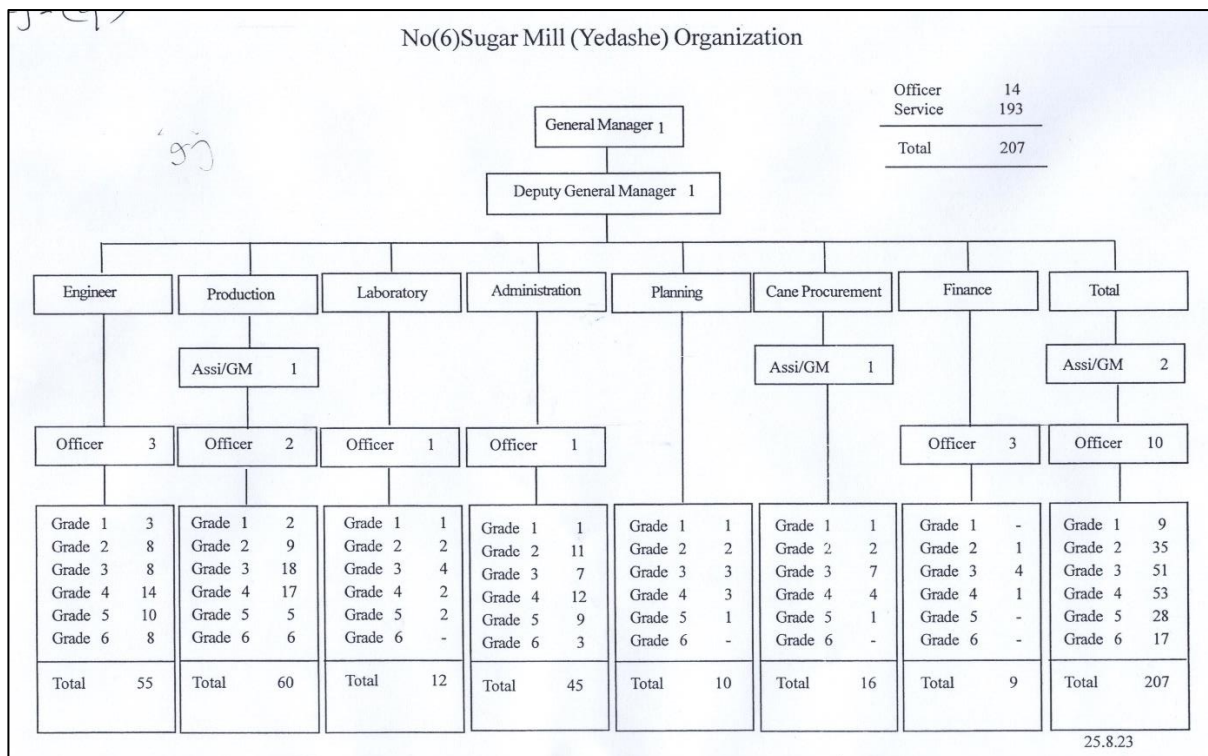 No(6)Sugar Mill (Yedashe) Organization
Officer 14
Service 193
Total 207
General Manager 1
Deputy General Manager 1
Engineer
Production
Laboratory
Administration
Planning
Cane Procurement
Finance
Total
Assi/GM 1
Assi/GM 1
Assi/GM 2
Officer 3
Officer 2
Officer 1
Officer 1
Officer 3
Officer 10
Grade 1 3
Grade 2 8
Grade 3 8
Grade 4 14
Grade 5 10
Grade 6 8
Total 55
Grade 1 2
Grade 2 9
Grade 3 18
Grade 4 17
Grade 5 5
Grade 6 6
Total 60
Grade 1 1
Grade 2 2
Grade 3 4
Grade 4 2
Grade 5 2
Grade 6 -
Total 12
Grade 1 1
Grade 2 11
Grade 3 7
Grade 4 12
Grade 5 9
Grade 6 3
Total 45
Grade 1 1
Grade 2 2
Grade 3 3
Grade 4 3
Grade 5 1
Grade 6 -
Total 10
Grade 1 1
Grade 2 2
Grade 3 7
Grade 4 4
Grade 5 1
Grade 6 -
Total 16
Grade 1 -
Grade 2 1
Grade 3 4
Grade 4 1
Grade 5 -
Grade 6 -
Total 9
Grade 1 9
Grade 2 35
Grade 3 51
Grade 4 53
Grade 5 28
Grade 6 17
Total 207
25.8.23